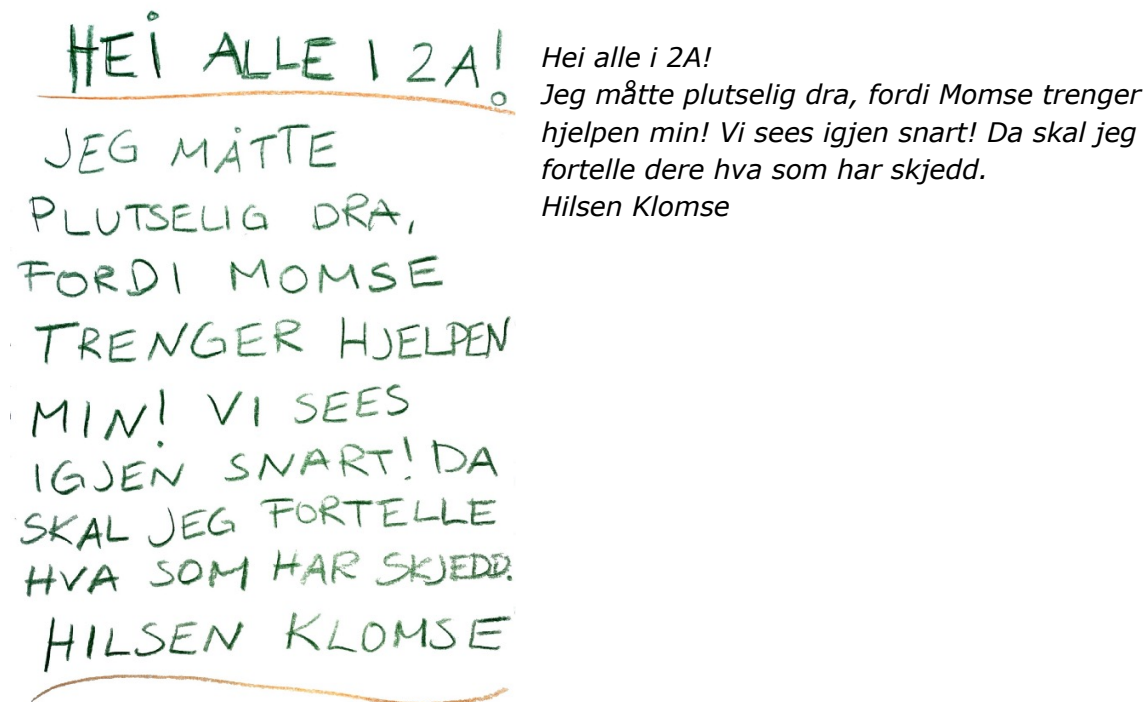 HEI ALLE I 2A!
JEG MÅTTE
PLUTSELIG DRA,
FORDI MOMSE
TRENGER HJELPEN
MIN! VI SEES
IGJEN SNART! DA
SKAL JEG FORTELLE
HVA SOM HAR SKJEDD.
HILSEN KLOMSE
Hei alle i 2A!
Jeg måtte plutselig dra, fordi Momse trenger
hjelpen min! Vi sees igjen snart! Da skal jeg
fortelle dere hva som har skjedd.
Hilsen Klomse